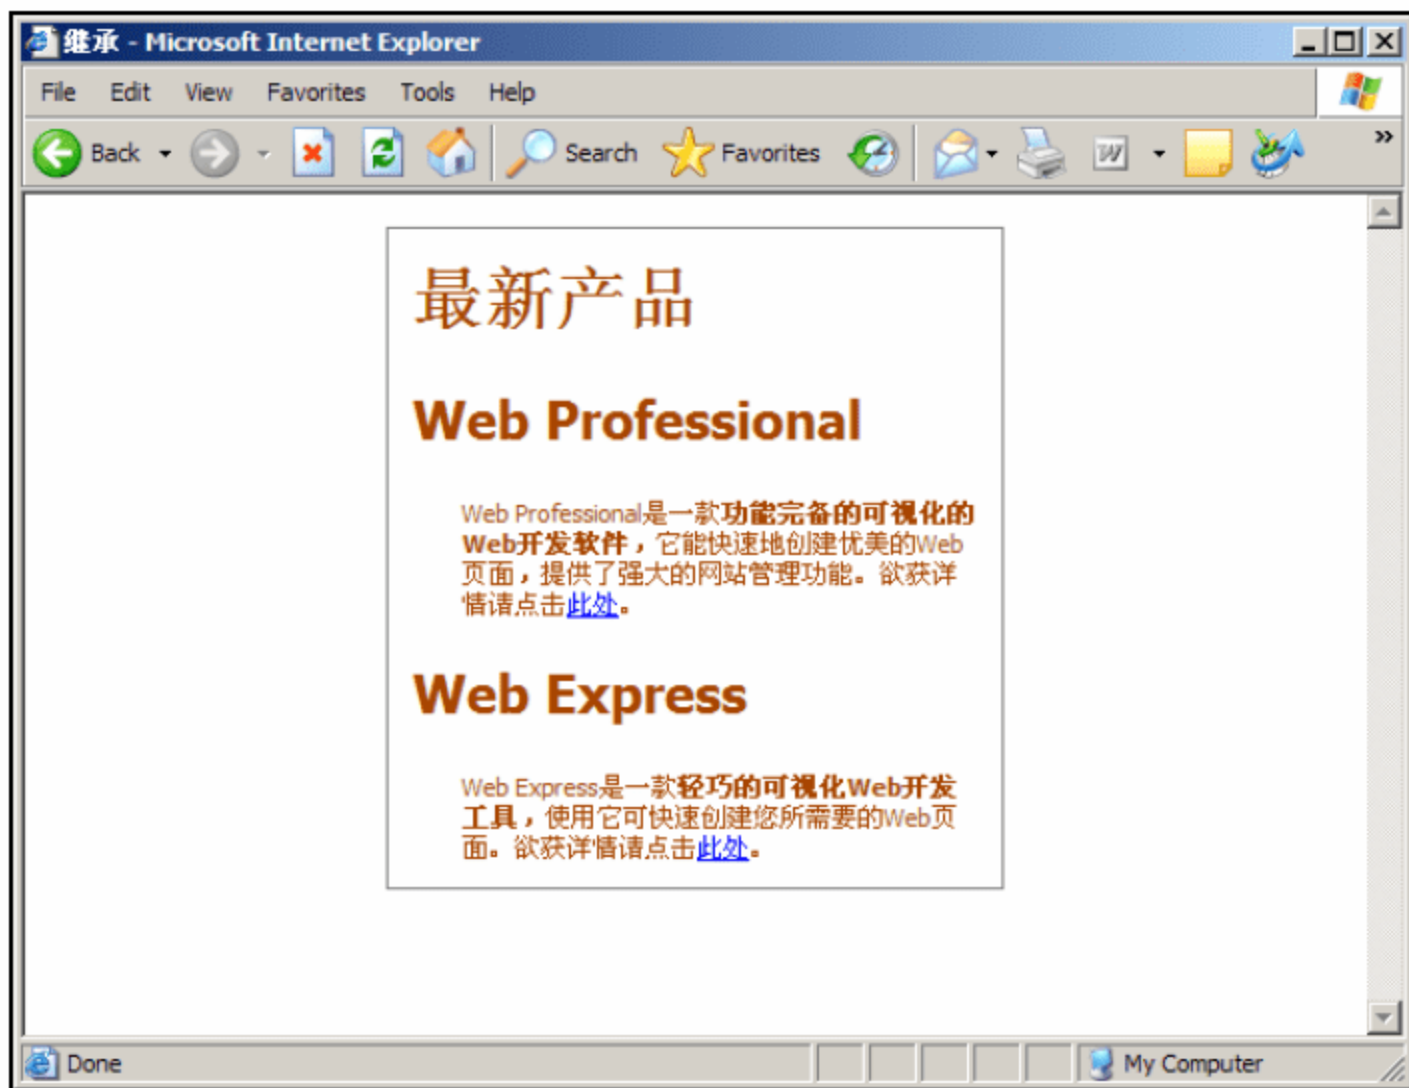 继承 - Microsoft Internet Explorer
File Edit View Favorites Tools Help
Back Search Favorites W »
最新产品
Web Professional
Web Professional是一款功能完备的可视化的
Web开发软件，它能快速地创建优美的Web
页面，提供了强大的网站管理功能。欲获详
情请点击此处。
Web Express
Web Express是一款轻巧的可视化Web开发
工具，使用它可快速创建您所需要的Web页
面。欲获详情请点击此处。
Done My Computer